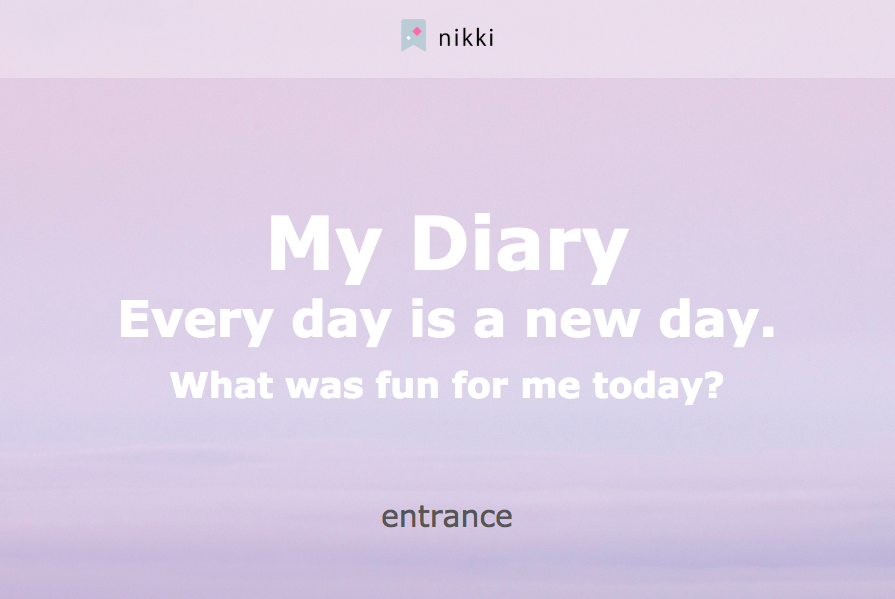 nikki
My Diary
Every day is a new day.
What was fun for me today?
entrance